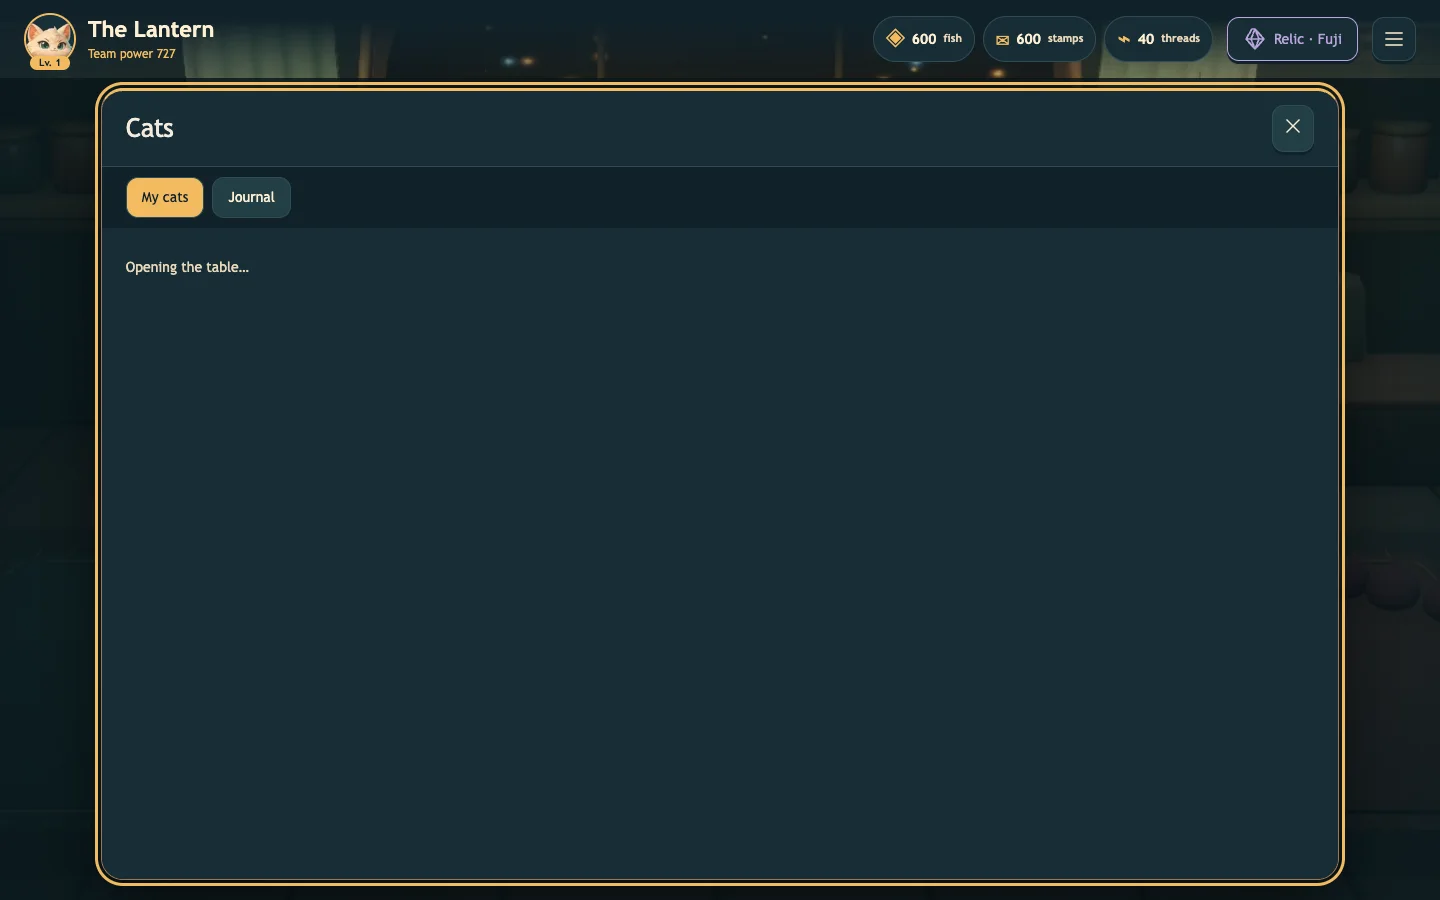 The Lantern
Team power 727
Lv. 1
600 fish
600 stamps
40 threads
Relic · Fuji
Cats
My cats
Journal
Opening the table…